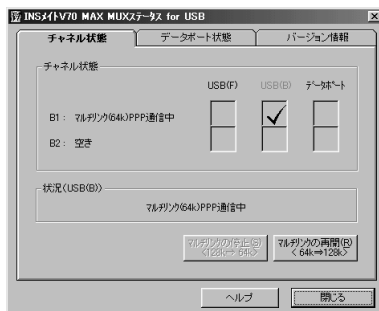 INSﾒｲﾄV70 MAX MUXｽﾃｰﾀｽ for USB
チャネル状態 データポート状態 バージョン情報
チャネル状態
USB(F) USB(B) ﾃﾞｰﾀﾎﾟｰﾄ
B1： ﾏﾙﾁﾘﾝｸ(64k)PPP通信中
B2： 空き
状況(USB(B))
ﾏﾙﾁﾘﾝｸ(64k)PPP通信中
ﾏﾙﾁﾘﾝｸの停止(S) ﾏﾙﾁﾘﾝｸの再開(R)
<128k⇒ 64k> < 64k⇒128k>
ヘルプ 閉じる